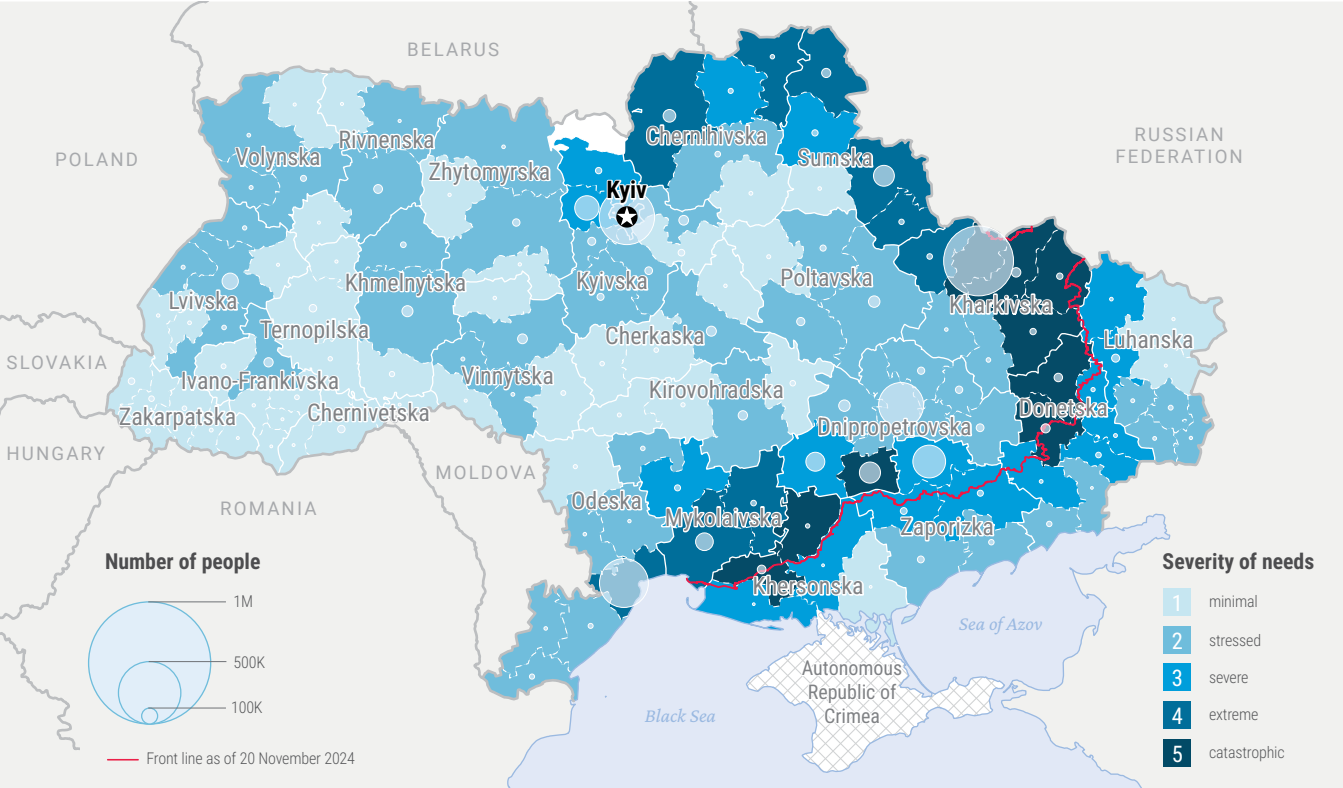 BELARUS
RUSSIAN
FEDERATION
POLAND
Chernihivska
Rivnenska
Volynska
Sumska
Zhytomyrska
Kyiv
Poltavska
Kyivska
Khmelnytska
Lvivska
Kharkivska
Ternopilska
Cherkaska
Luhanska
SLOVAKIA
Vinnytska
Ivano-Frankivska
Kirovohradska
Donetska
Chernivetska
Zakarpatska
Dnipropetrovska
HUNGARY
MOLDOVA
Odeska
ROMANIA
Mykolaivska
Zaporizka
Khersonska
Sea of Azov
Autonomous
Republic of
Crimea
Black Sea
Number of people
1M
500K
100K
Front line as of 20 November 2024
Severity of needs
1 minimal
2 stressed
3 severe
4 extreme
5 catastrophic